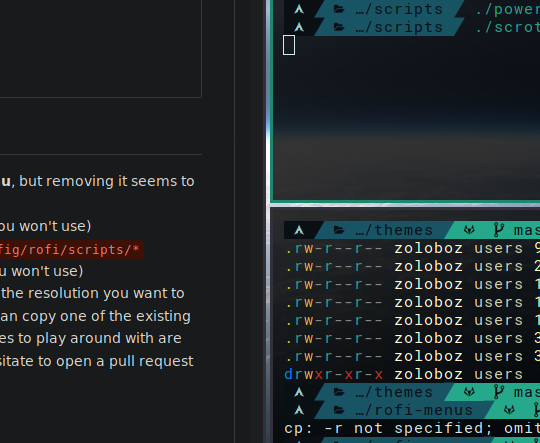 u, but removing it seems to
ou won't use)
fig/rofi/scripts/*
u won't use)
the resolution you want to
an copy one of the existing
es to play around with are
sitate to open a pull request
…/scripts ./power
…/scripts ./scrot
…/themes mas
.rw-r--r-- zoloboz users 9
.rw-r--r-- zoloboz users 2
.rw-r--r-- zoloboz users 1
.rw-r--r-- zoloboz users 1
.rw-r--r-- zoloboz users 1
.rw-r--r-- zoloboz users 3
.rw-r--r-- zoloboz users 3
drwxr-xr-x zoloboz users
…/themes mas
…/rofi-menus
cp: -r not specified; omit